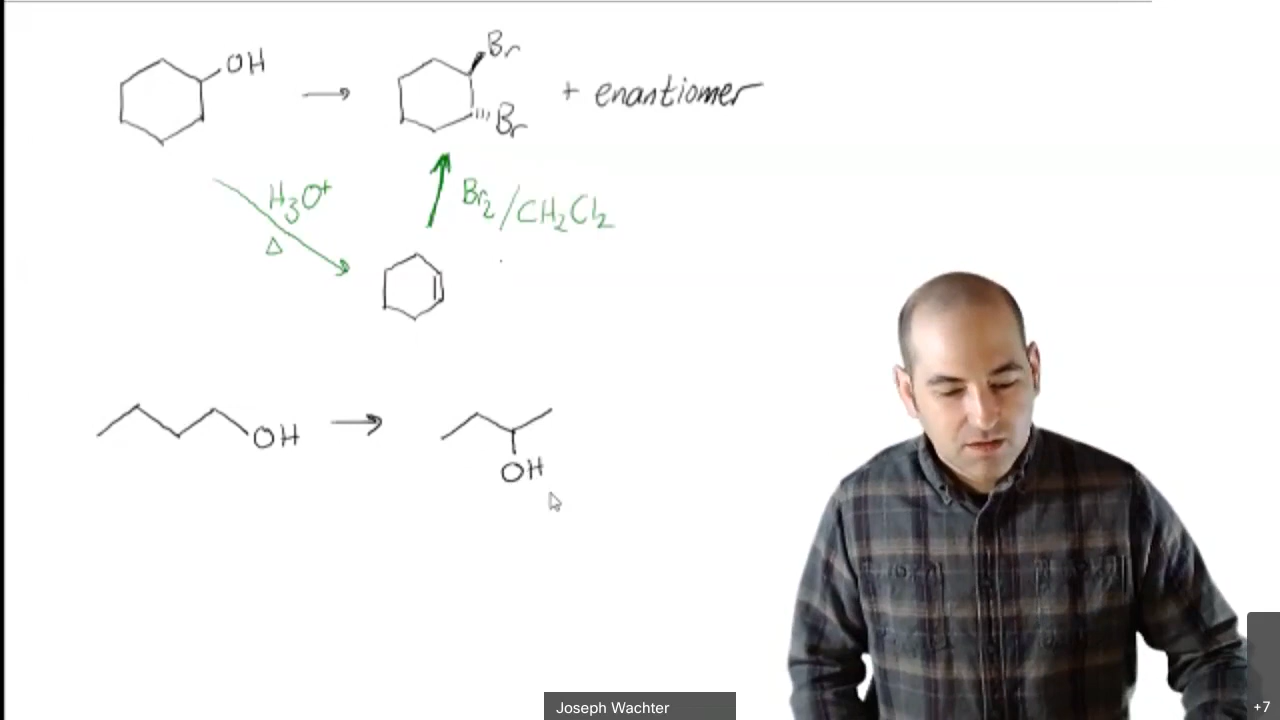 OH
Br
+ enantiomer
Br
H₃O⁺
Δ
Br₂/CH₂Cl₂
OH
OH
Joseph Wachter
+7